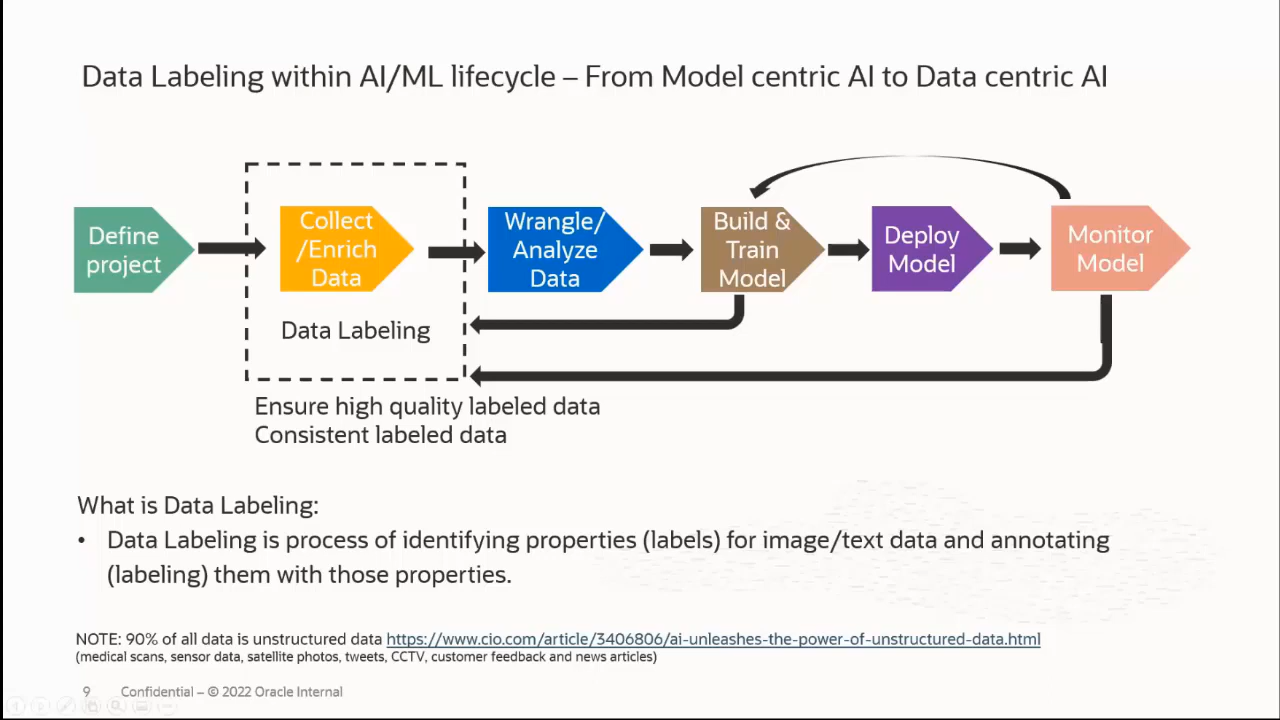 Data Labeling within AI/ML lifecycle – From Model centric AI to Data centric AI
Define
project
Collect
/Enrich
Data
Wrangle/
Analyze
Data
Build &
Train
Model
Deploy
Model
Monitor
Model
Data Labeling
Ensure high quality labeled data
Consistent labeled data
What is Data Labeling:
• Data Labeling is process of identifying properties (labels) for image/text data and annotating
(labeling) them with those properties.
NOTE: 90% of all data is unstructured data https://www.cio.com/article/3406806/ai-unleashes-the-power-of-unstructured-data.html
(medical scans, sensor data, satellite photos, tweets, CCTV, customer feedback and news articles)
9 Confidential – © 2022 Oracle Internal